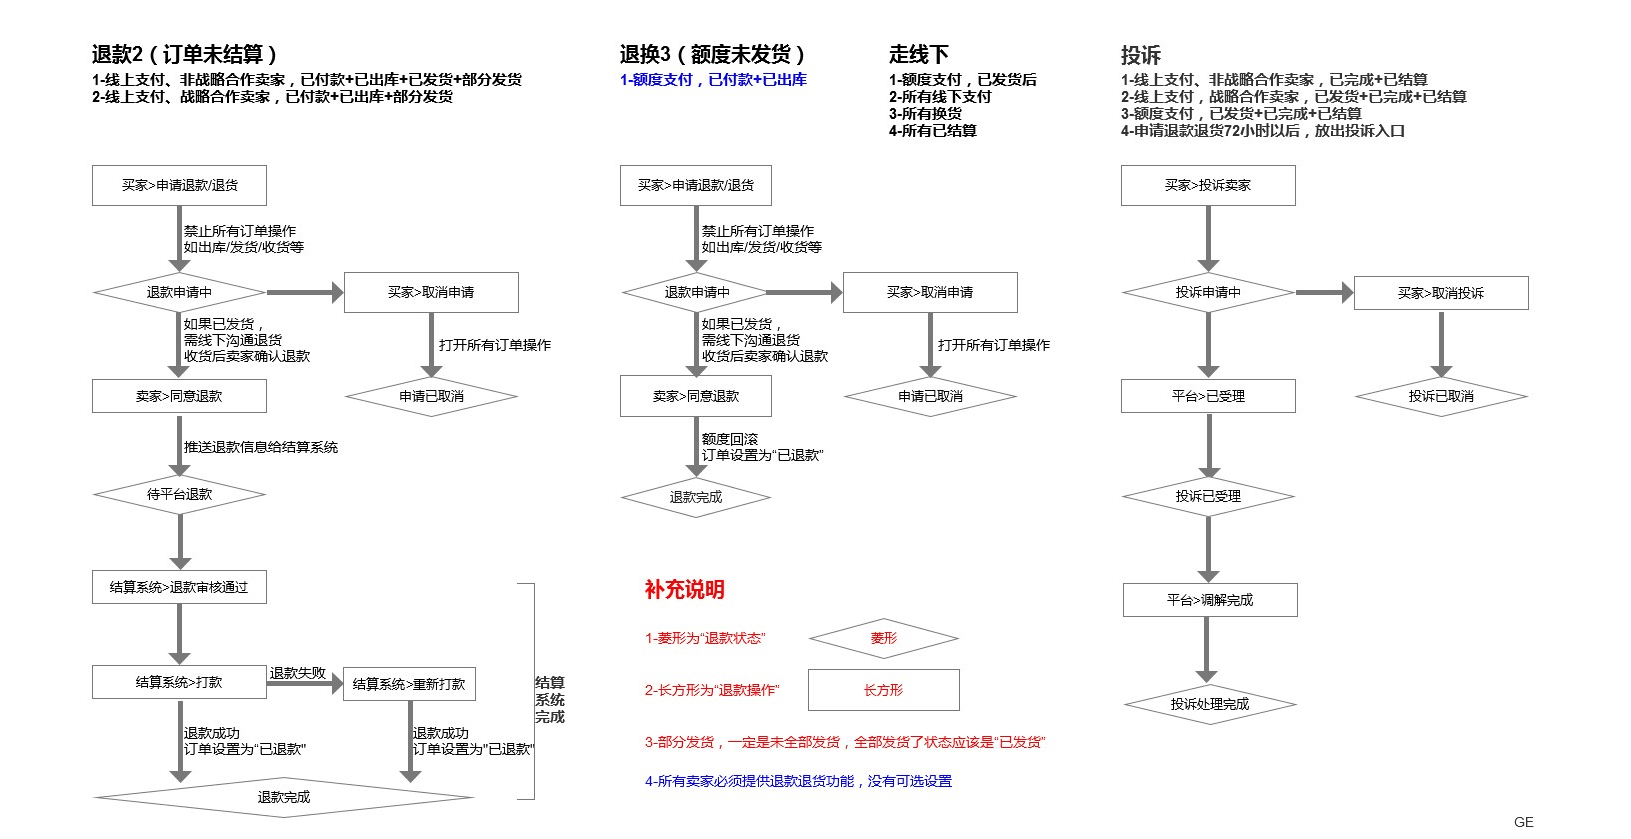 退款2（订单未结算）
1-线上支付、非战略合作卖家，已付款+已出库+已发货+部分发货
2-线上支付、战略合作卖家，已付款+已出库+部分发货
买家>申请退款/退货
禁止所有订单操作
如出库/发货/收货等
退款申请中
买家>取消申请
如果已发货，
需线下沟通退货
收货后卖家确认退款
打开所有订单操作
卖家>同意退款
申请已取消
推送退款信息给结算系统
待平台退款
结算系统>退款审核通过
结算系统>打款
退款失败
结算系统>重新打款
退款成功
订单设置为“已退款”
退款成功
订单设置为"已退款"
退款完成
结算
系统
完成
退换3（额度未发货）
1-额度支付，已付款+已出库
买家>申请退款/退货
禁止所有订单操作
如出库/发货/收货等
退款申请中
买家>取消申请
如果已发货，
需线下沟通退货
收货后卖家确认退款
打开所有订单操作
卖家>同意退款
申请已取消
额度回滚
订单设置为“已退款”
退款完成
走线下
1-额度支付，已发货后
2-所有线下支付
3-所有换货
4-所有已结算
补充说明
1-菱形为“退款状态”
菱形
2-长方形为“退款操作”
长方形
3-部分发货，一定是未全部发货，全部发货了状态应该是“已发货”
4-所有卖家必须提供退款退货功能，没有可选设置
投诉
1-线上支付、非战略合作卖家，已完成+已结算
2-线上支付，战略合作卖家，已发货+已完成+已结算
3-额度支付，已发货+已完成+已结算
4-申请退款退货72小时以后，放出投诉入口
买家>投诉卖家
投诉申请中
买家>取消投诉
平台>已受理
投诉已取消
投诉已受理
平台>调解完成
投诉处理完成
GE